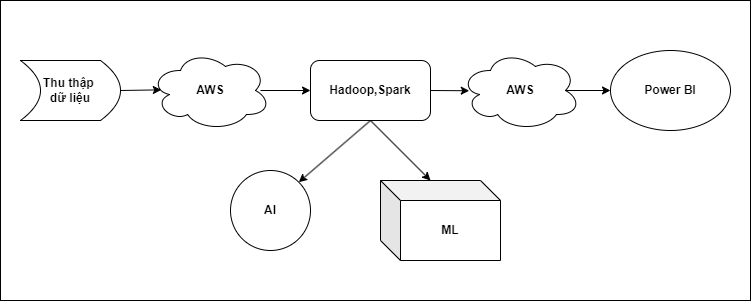 Thu thập
dữ liệu
AWS
Hadoop,Spark
AWS
Power BI
AI
ML